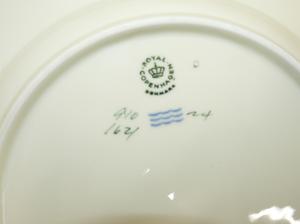 ROYAL
COPENHAGEN
DENMARK
910 24
1621